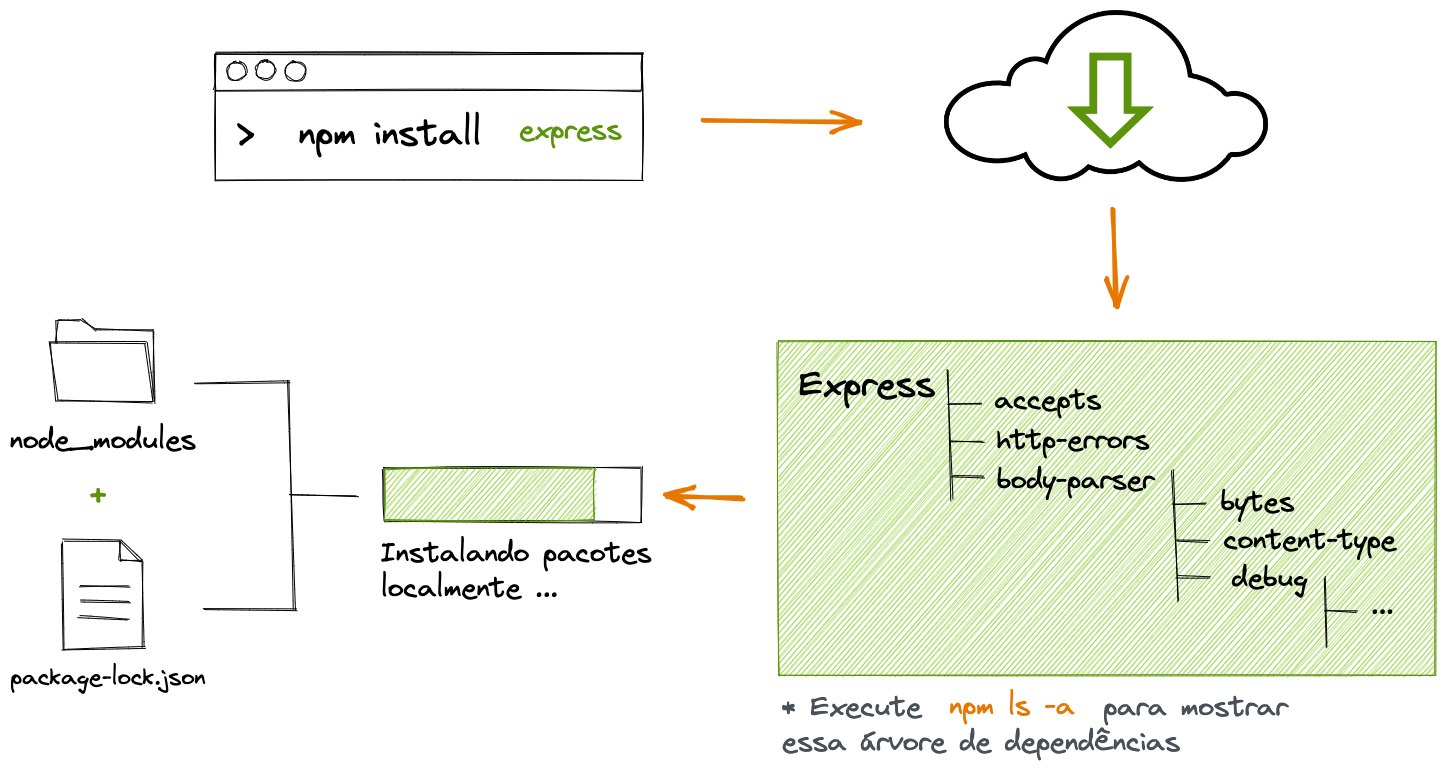 > npm install express
Express
accepts
http-errors
body-parser
bytes
content-type
debug
...
* Execute npm ls -a para mostrar
essa árvore de dependências
Instalando pacotes
localmente ...
node_modules
+
package-lock.json